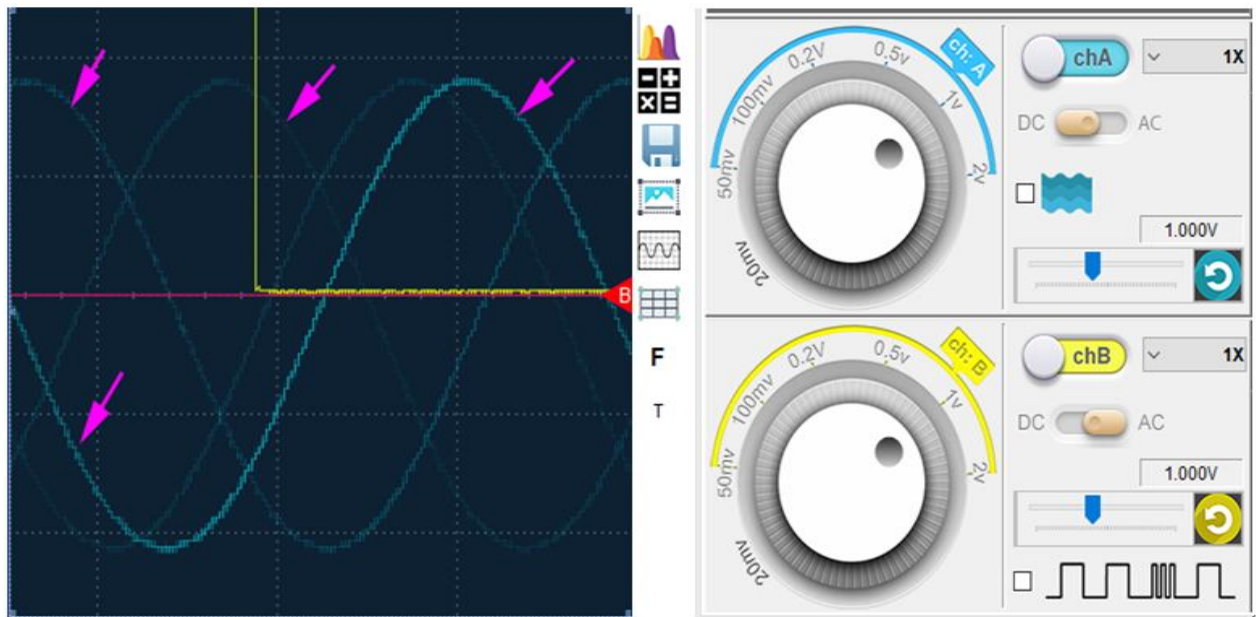 B
F
T
20mv
50mv
100mv
0.2V
0.5v
1v
2v
ch: A
chA
1X
DC
AC
1.000V
20mv
50mv
100mv
0.2V
0.5v
1v
2v
ch: B
chB
1X
DC
AC
1.000V